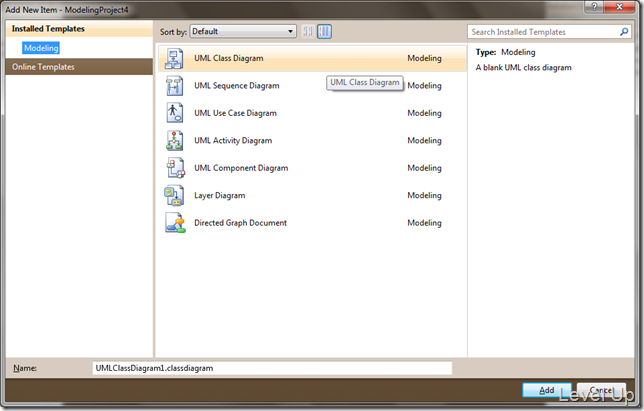 Add New Item - ModelingProject4
Installed Templates
Modeling
Online Templates
Sort by: Default
Search Installed Templates
UML Class Diagram Modeling
UML Class Diagram
UML Sequence Diagram Modeling
UML Use Case Diagram Modeling
UML Activity Diagram Modeling
UML Component Diagram Modeling
Layer Diagram Modeling
Directed Graph Document Modeling
Type: Modeling
A blank UML class diagram
Name: UMLClassDiagram1.classdiagram
Add Cancel
Level Up